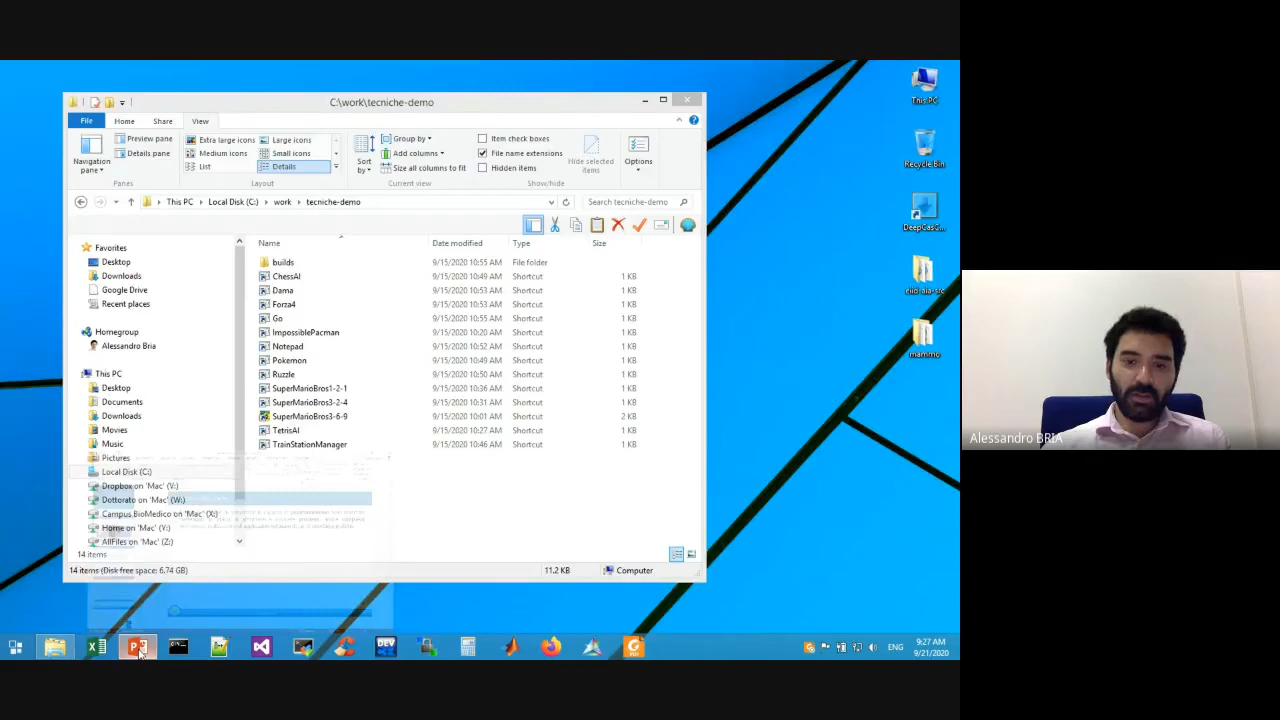 C:\work\tecniche-demo
File Home Share View
Navigation pane
Preview pane
Details pane
Panes
Extra large icons Large icons
Medium icons Small icons
List Details
Layout
Sort by
Group by
Add columns
Size all columns to fit
Current view
Item check boxes
File name extensions
Hidden items
Hide selected items
Show/hide
Options
This PC Local Disk (C:) work tecniche-demo
Search tecniche-demo
Favorites
Desktop
Downloads
Google Drive
Recent places
Homegroup
Alessandro Bria
This PC
Desktop
Documents
Downloads
Movies
Music
Pictures
Local Disk (C:)
Dropbox on 'Mac' (V:)
Dottorato on 'Mac' (W:)
Campus BioMedico on 'Mac' (X:)
Home on 'Mac' (Y:)
AllFiles on 'Mac' (Z:)
Name Date modified Type Size
builds 9/15/2020 10:55 AM File folder
ChessAI 9/15/2020 10:49 AM Shortcut 1 KB
Dama 9/15/2020 10:53 AM Shortcut 1 KB
Forza4 9/15/2020 10:53 AM Shortcut 1 KB
Go 9/15/2020 10:55 AM Shortcut 1 KB
ImpossiblePacman 9/15/2020 10:20 AM Shortcut 1 KB
Notepad 9/15/2020 10:52 AM Shortcut 1 KB
Pokemon 9/15/2020 10:49 AM Shortcut 1 KB
Ruzzle 9/15/2020 10:50 AM Shortcut 1 KB
SuperMarioBros1-2-1 9/15/2020 10:36 AM Shortcut 1 KB
SuperMarioBros3-2-4 9/15/2020 10:31 AM Shortcut 1 KB
SuperMarioBros3-6-9 9/15/2020 10:01 AM Shortcut 2 KB
TetrisAI 9/15/2020 10:27 AM Shortcut 1 KB
TrainStationManager 9/15/2020 10:46 AM Shortcut 1 KB
14 items
14 items (Disk free space: 6.74 GB) 11.2 KB Computer
This PC
Recycle Bin
DeepCasC...
mammo
Alessandro BRIA
DEV
ENG
9:27 AM
9/21/2020